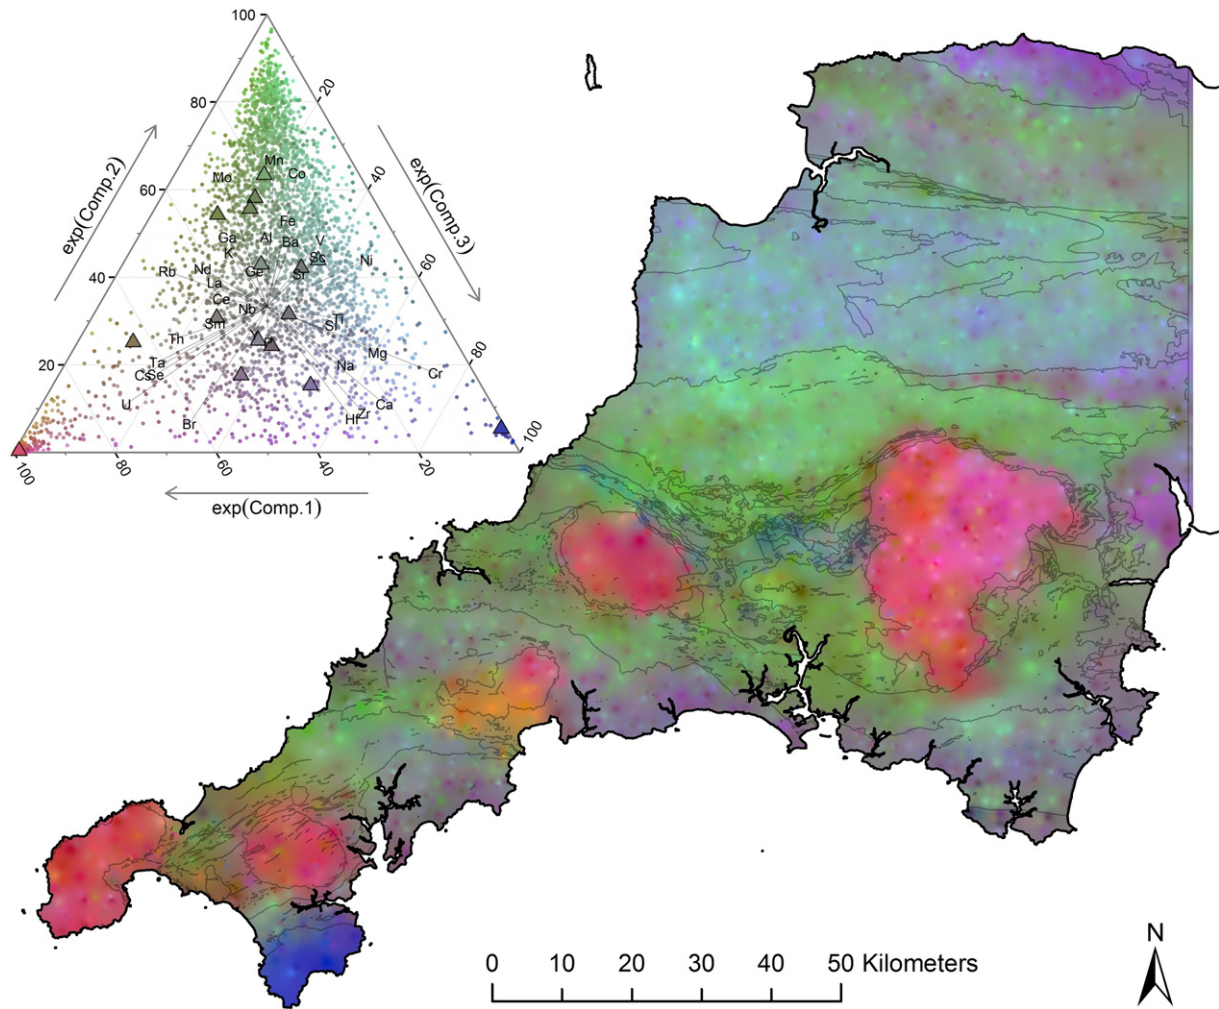 100
80
20
Mn
Mo
Co
60
40
exp(Comp.2)
exp(Comp.3)
Fe
Ga
Al
Ba
V
K
Sc
Ni
Rb
Nd
Ge
Sr
40
60
La
Ce
Nb
Sm
Si
Th
Mg
20
80
Ta
Na
Cs
Se
Cr
U
Ca
Br
Hf
Zr
100
80
60
40
20
100
exp(Comp.1)
N
0 10 20 30 40 50 Kilometers